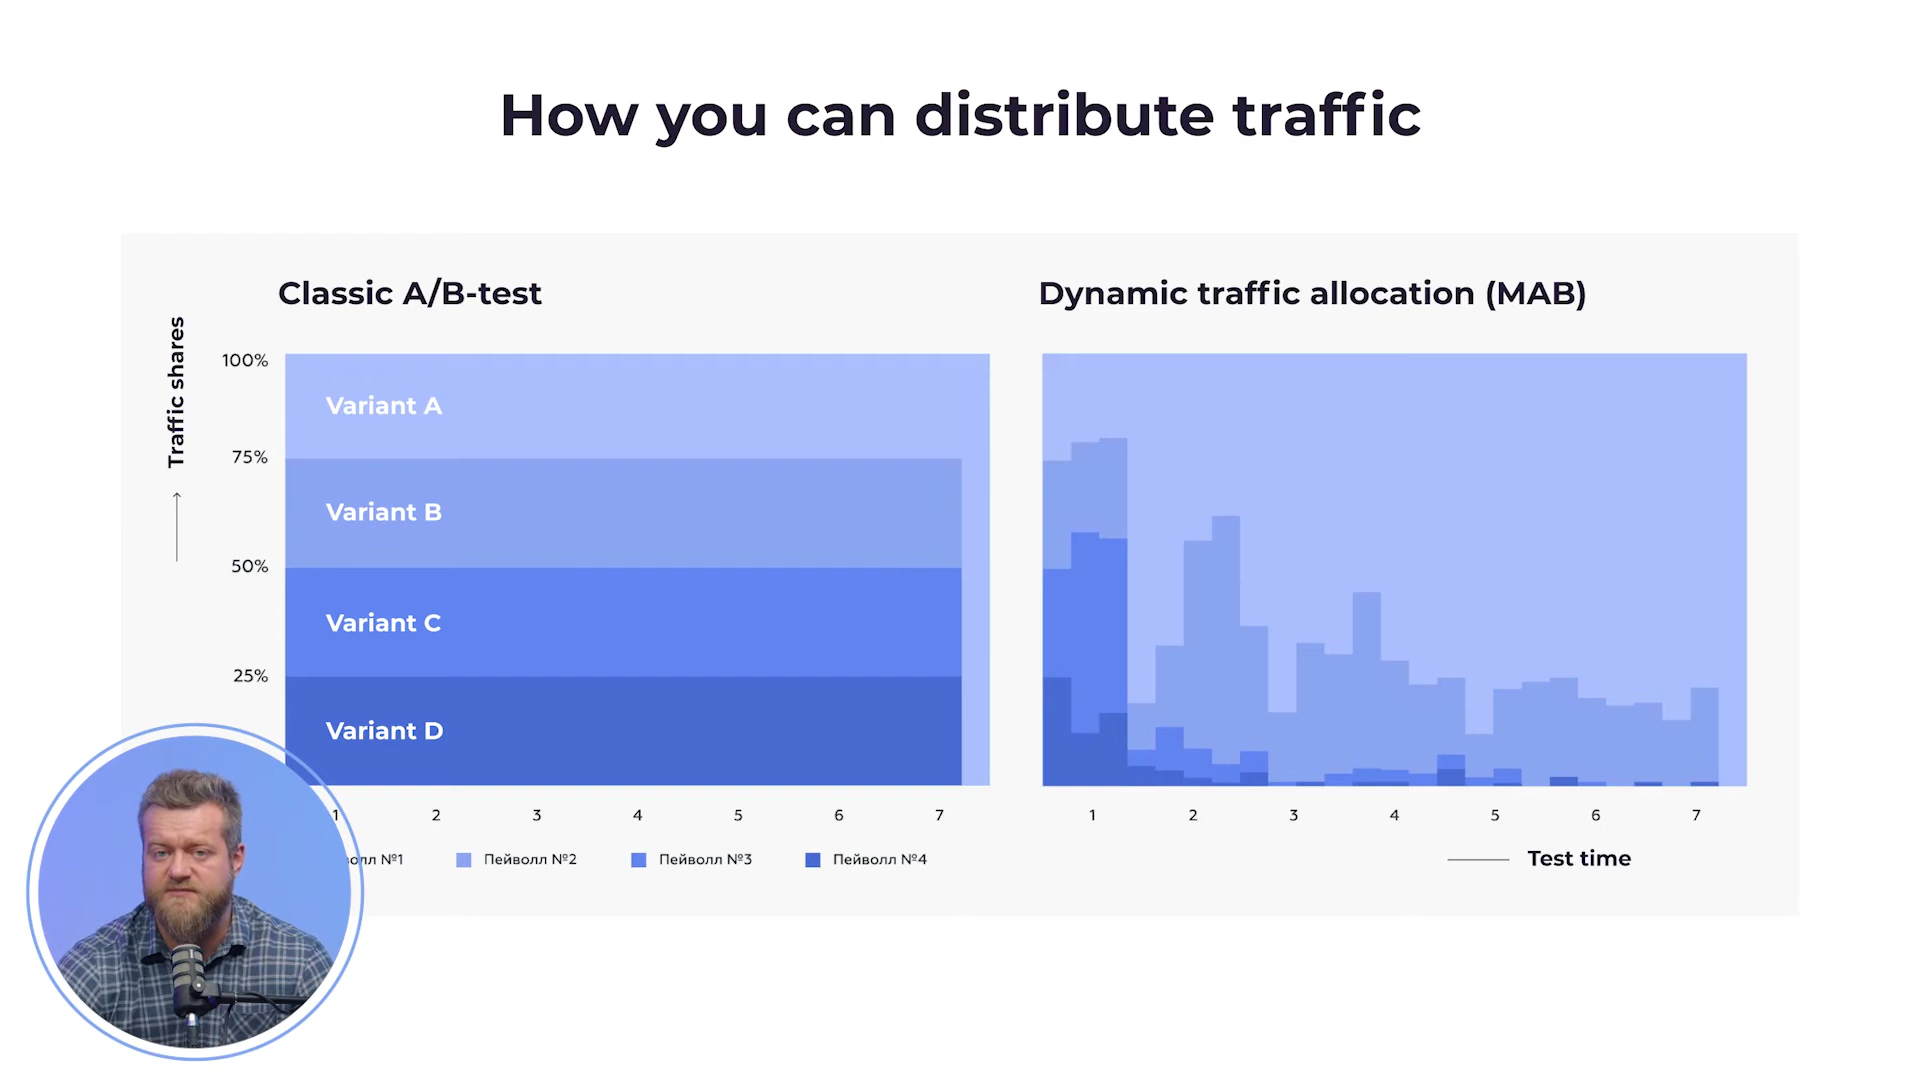 How you can distribute traffic
Classic A/B-test
Traffic shares
100%
75%
50%
25%
Variant A
Variant B
Variant C
Variant D
1 2 3 4 5 6 7
№1 Пейволл №2 Пейволл №3 Пейволл №4
Dynamic traffic allocation (MAB)
1 2 3 4 5 6 7
Test time